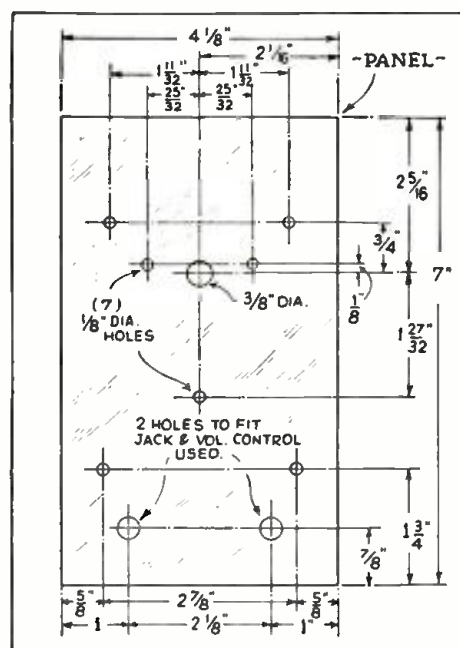 4 1/8"
2 1/16"
~PANEL~
1 11/32" 1 11/32"
25/32" 25/32"
2 5/16"
3/4"
7"
(7)
1/8" DIA.
HOLES
3/8" DIA.
1/8"
1 27/32"
2 HOLES TO FIT
JACK & VOL. CONTROL
USED.
1 3/4"
7/8"
5/8" 2 7/8" 5/8"
1 2 1/8" 1"